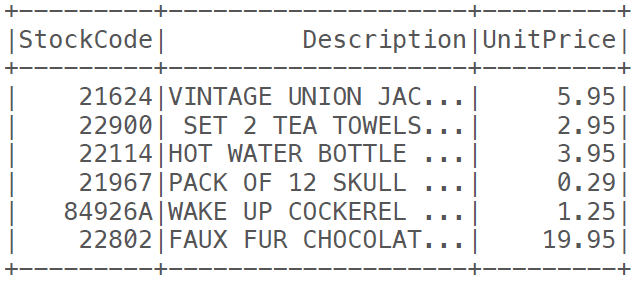 +---------+--------------------+---------+
|StockCode|         Description|UnitPrice|
+---------+--------------------+---------+
|    21624|VINTAGE UNION JAC...|     5.95|
|    22900| SET 2 TEA TOWELS...|     2.95|
|    22114|HOT WATER BOTTLE ...|     3.95|
|    21967|PACK OF 12 SKULL ...|     0.29|
|   84926A|WAKE UP COCKEREL ...|     1.25|
|    22802|FAUX FUR CHOCOLAT...|    19.95|
+---------+--------------------+---------+